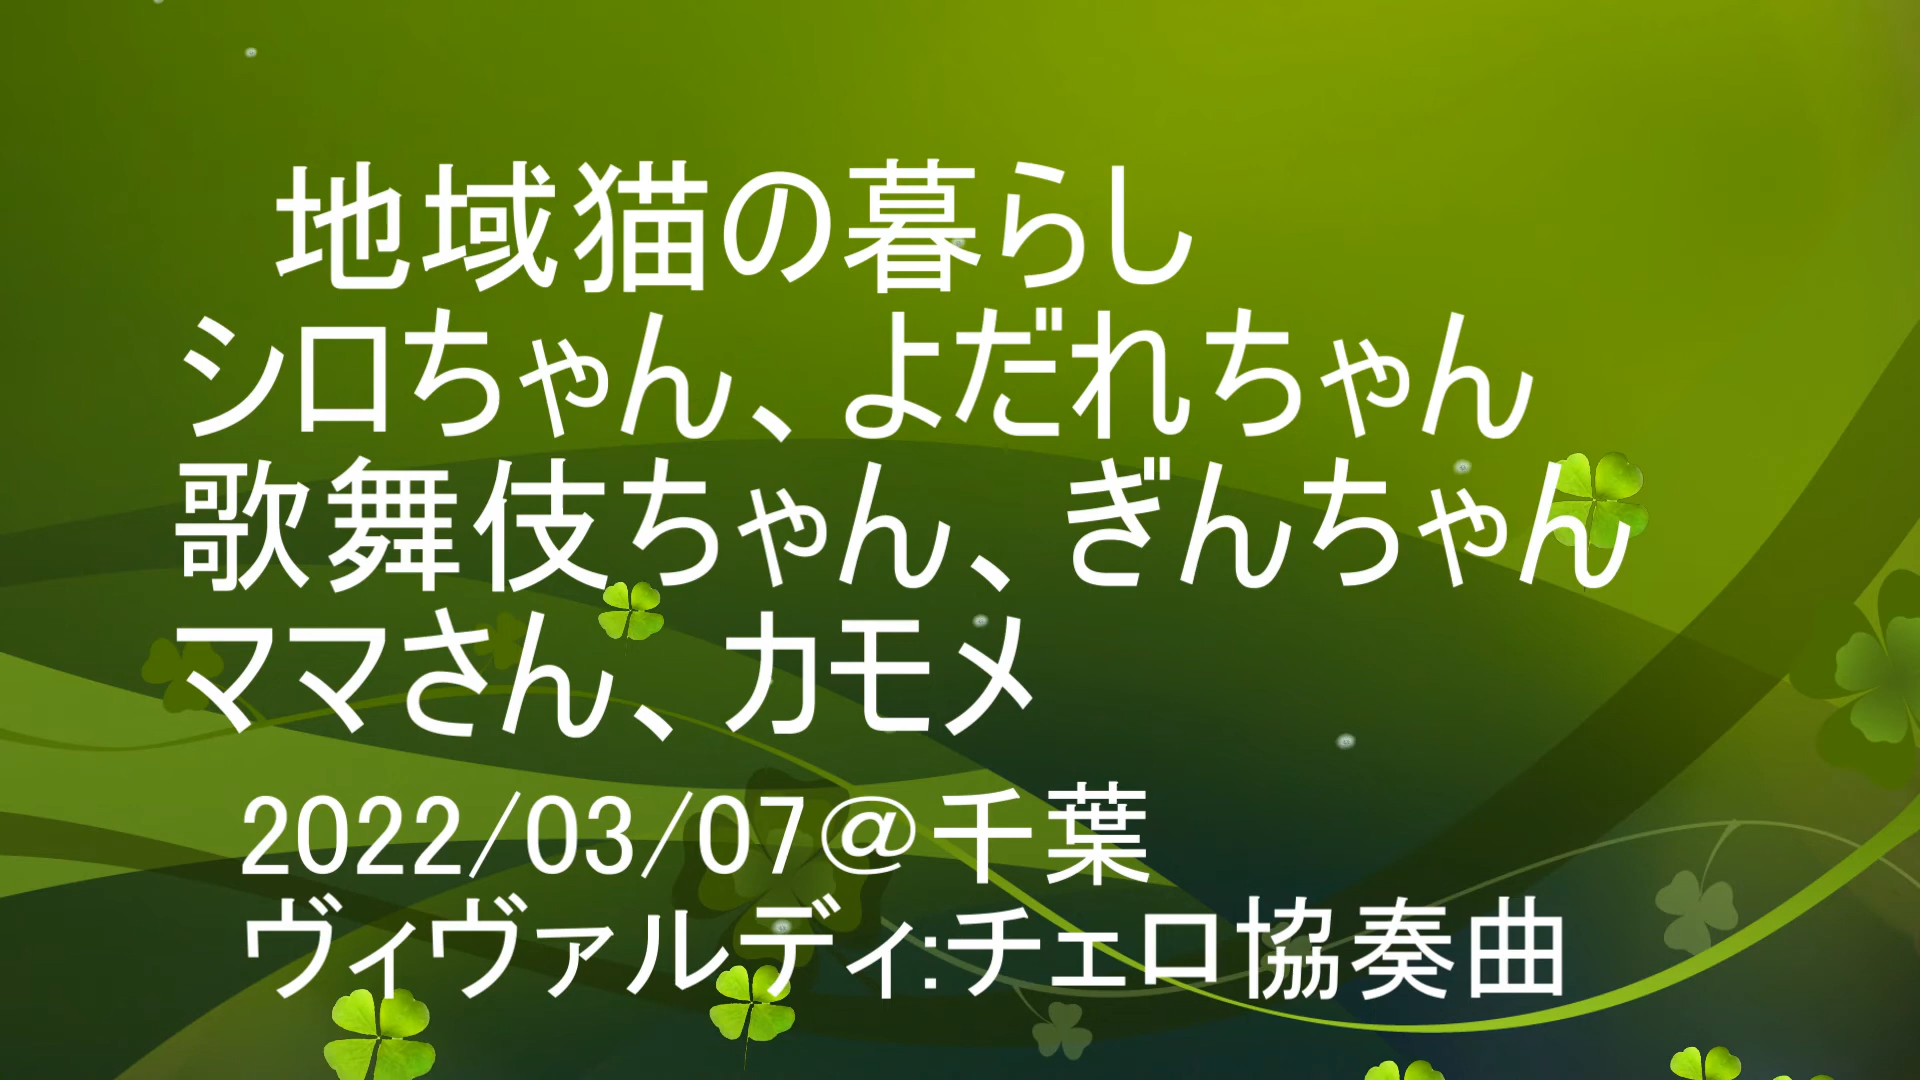 地域猫の暮らし
シロちゃん、よだれちゃん
歌舞伎ちゃん、ぎんちゃん
ママさん、カモメ
2022/03/07@千葉
ヴィヴァルディ:チェロ協奏曲